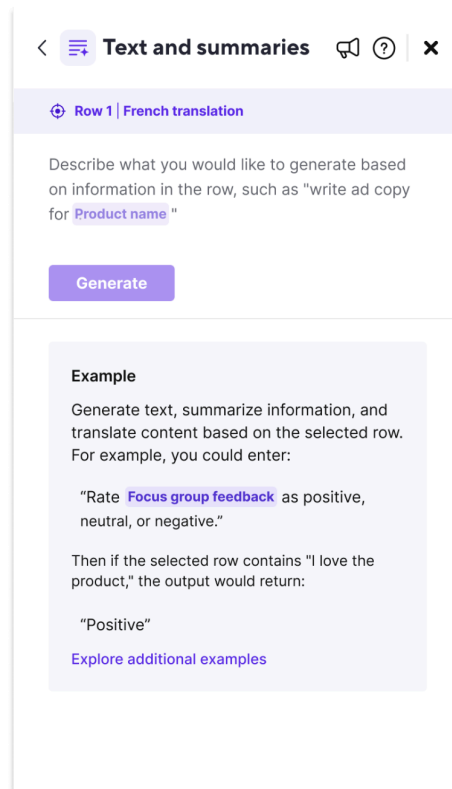 Text and summaries
Row 1 | French translation
Describe what you would like to generate based
on information in the row, such as "write ad copy
for Product name "
Generate
Example
Generate text, summarize information, and
translate content based on the selected row.
For example, you could enter:
“Rate Focus group feedback as positive,
neutral, or negative.”
Then if the selected row contains "I love the
product," the output would return:
“Positive”
Explore additional examples